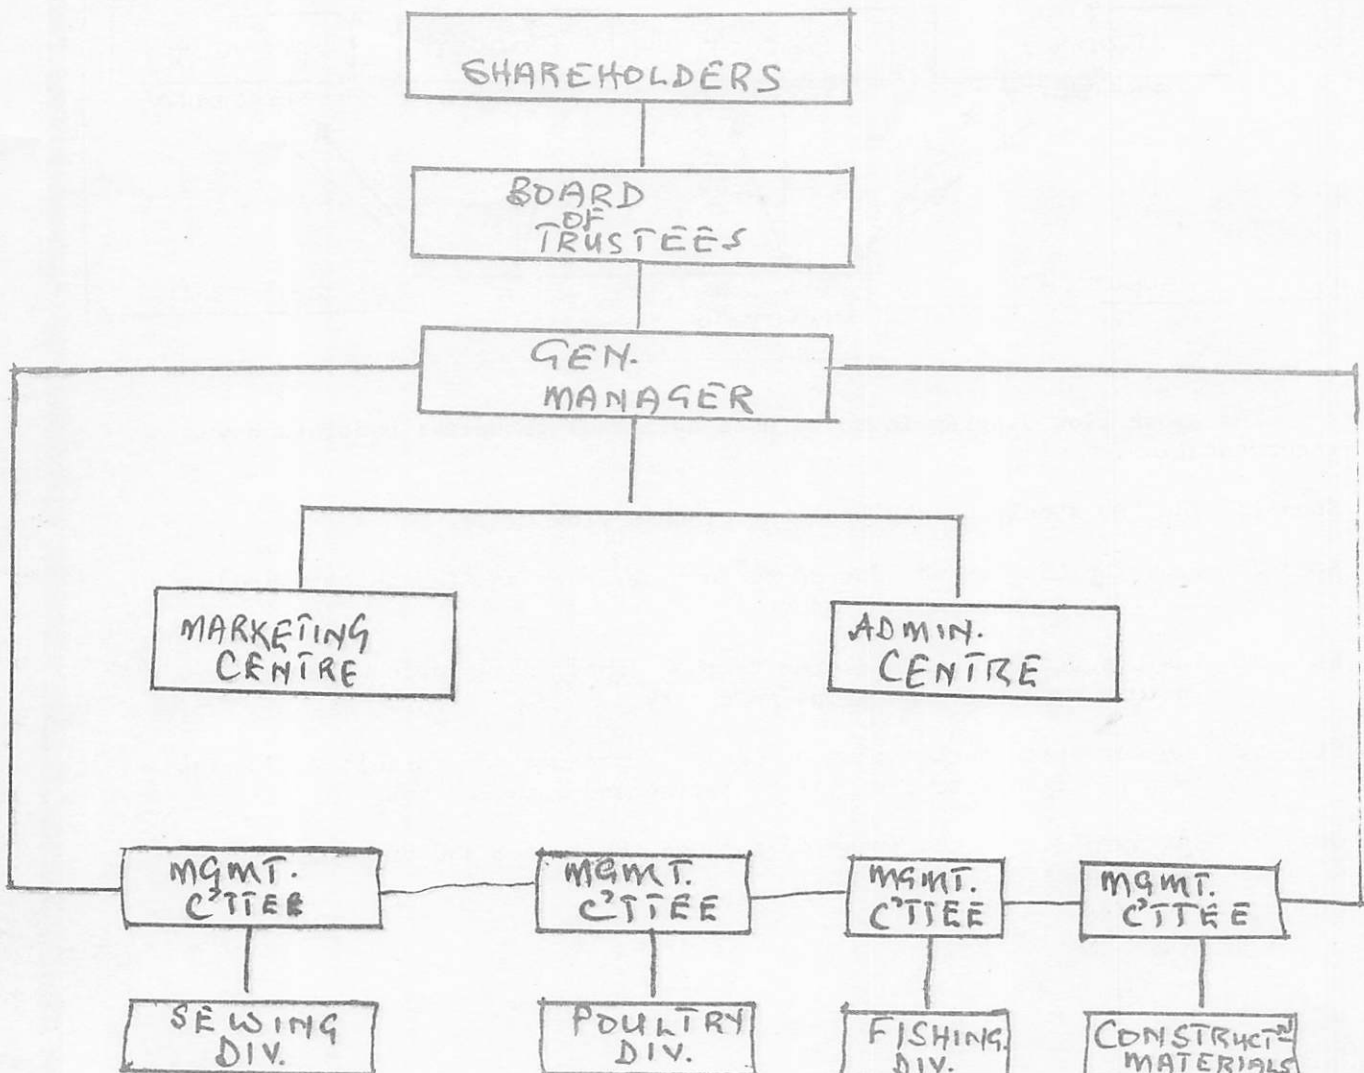 SHAREHOLDERS
BOARD
OF
TRUSTEES
GEN.
MANAGER
MARKETING
CENTRE
ADMIN.
CENTRE
MGMT.
C'TTEE
MGMT.
C'TTEE
MGMT.
C'TTEE
MGMT.
C'TTEE
SEWING
DIV.
POULTRY
DIV.
FISHING.
DIV.
CONSTRUCTN
MATERIALS